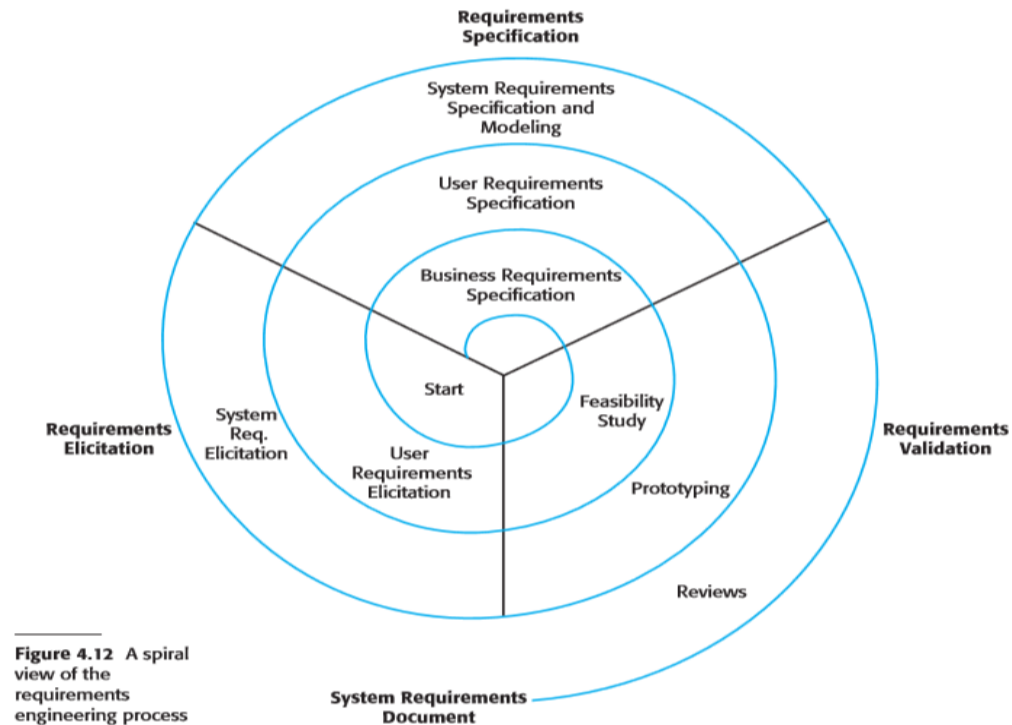 Requirements
Specification
System Requirements
Specification and
Modeling
User Requirements
Specification
Business Requirements
Specification
Start
Feasibility
Study
System
Req.
Elicitation
User
Requirements
Elicitation
Requirements
Elicitation
Requirements
Validation
Prototyping
Reviews
Figure 4.12 A spiral
view of the
requirements
engineering process
System Requirements
Document